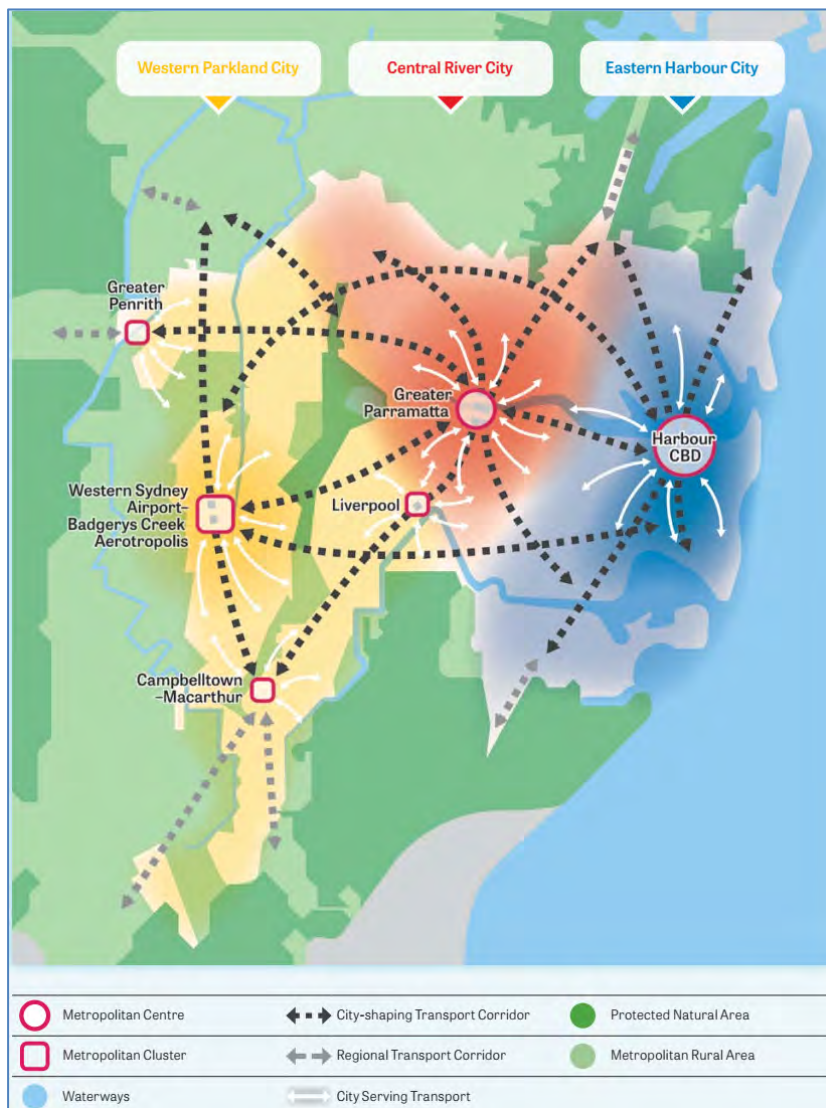 Western Parkland City
Central River City
Eastern Harbour City
Greater
Penrith
Greater
Parramatta
Harbour
CBD
Western Sydney
Airport–
Badgerys Creek
Aerotropolis
Liverpool
Campbelltown
–Macarthur
Metropolitan Centre
City-shaping Transport Corridor
Protected Natural Area
Metropolitan Cluster
Regional Transport Corridor
Metropolitan Rural Area
Waterways
City Serving Transport